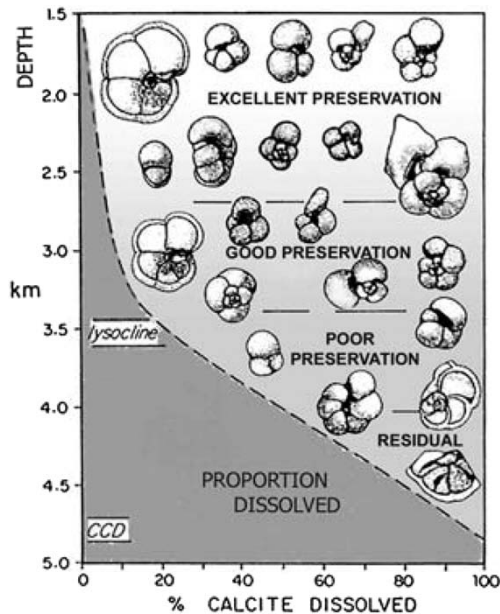 DEPTH
km
1.5
2.0
2.5
3.0
3.5
4.0
4.5
5.0
EXCELLENT PRESERVATION
GOOD PRESERVATION
lysocline
POOR
PRESERVATION
RESIDUAL
PROPORTION
DISSOLVED
CCD
0 20 40 60 80 100
% CALCITE DISSOLVED